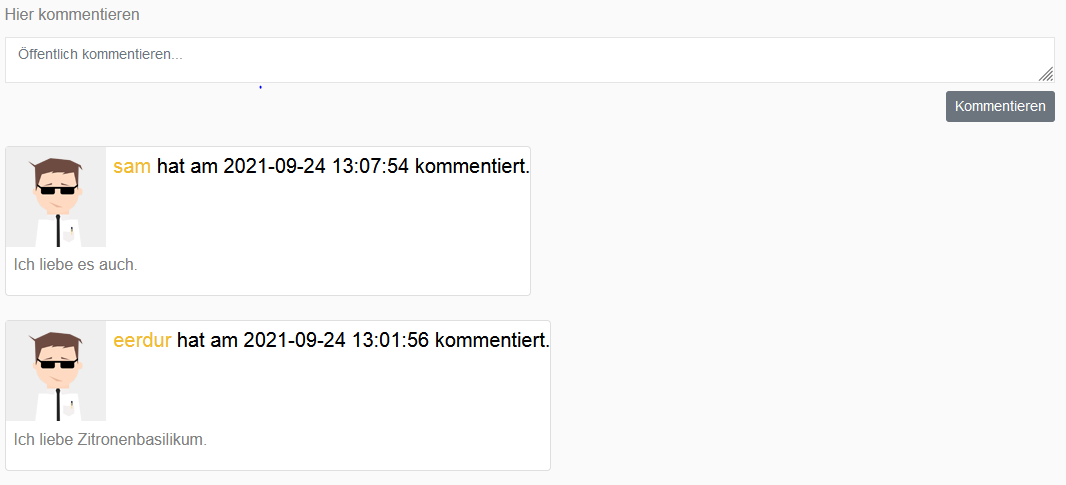 Hier kommentieren
Öffentlich kommentieren...
Kommentieren
sam hat am 2021-09-24 13:07:54 kommentiert.
Ich liebe es auch.
eerdur hat am 2021-09-24 13:01:56 kommentiert.
Ich liebe Zitronenbasilikum.